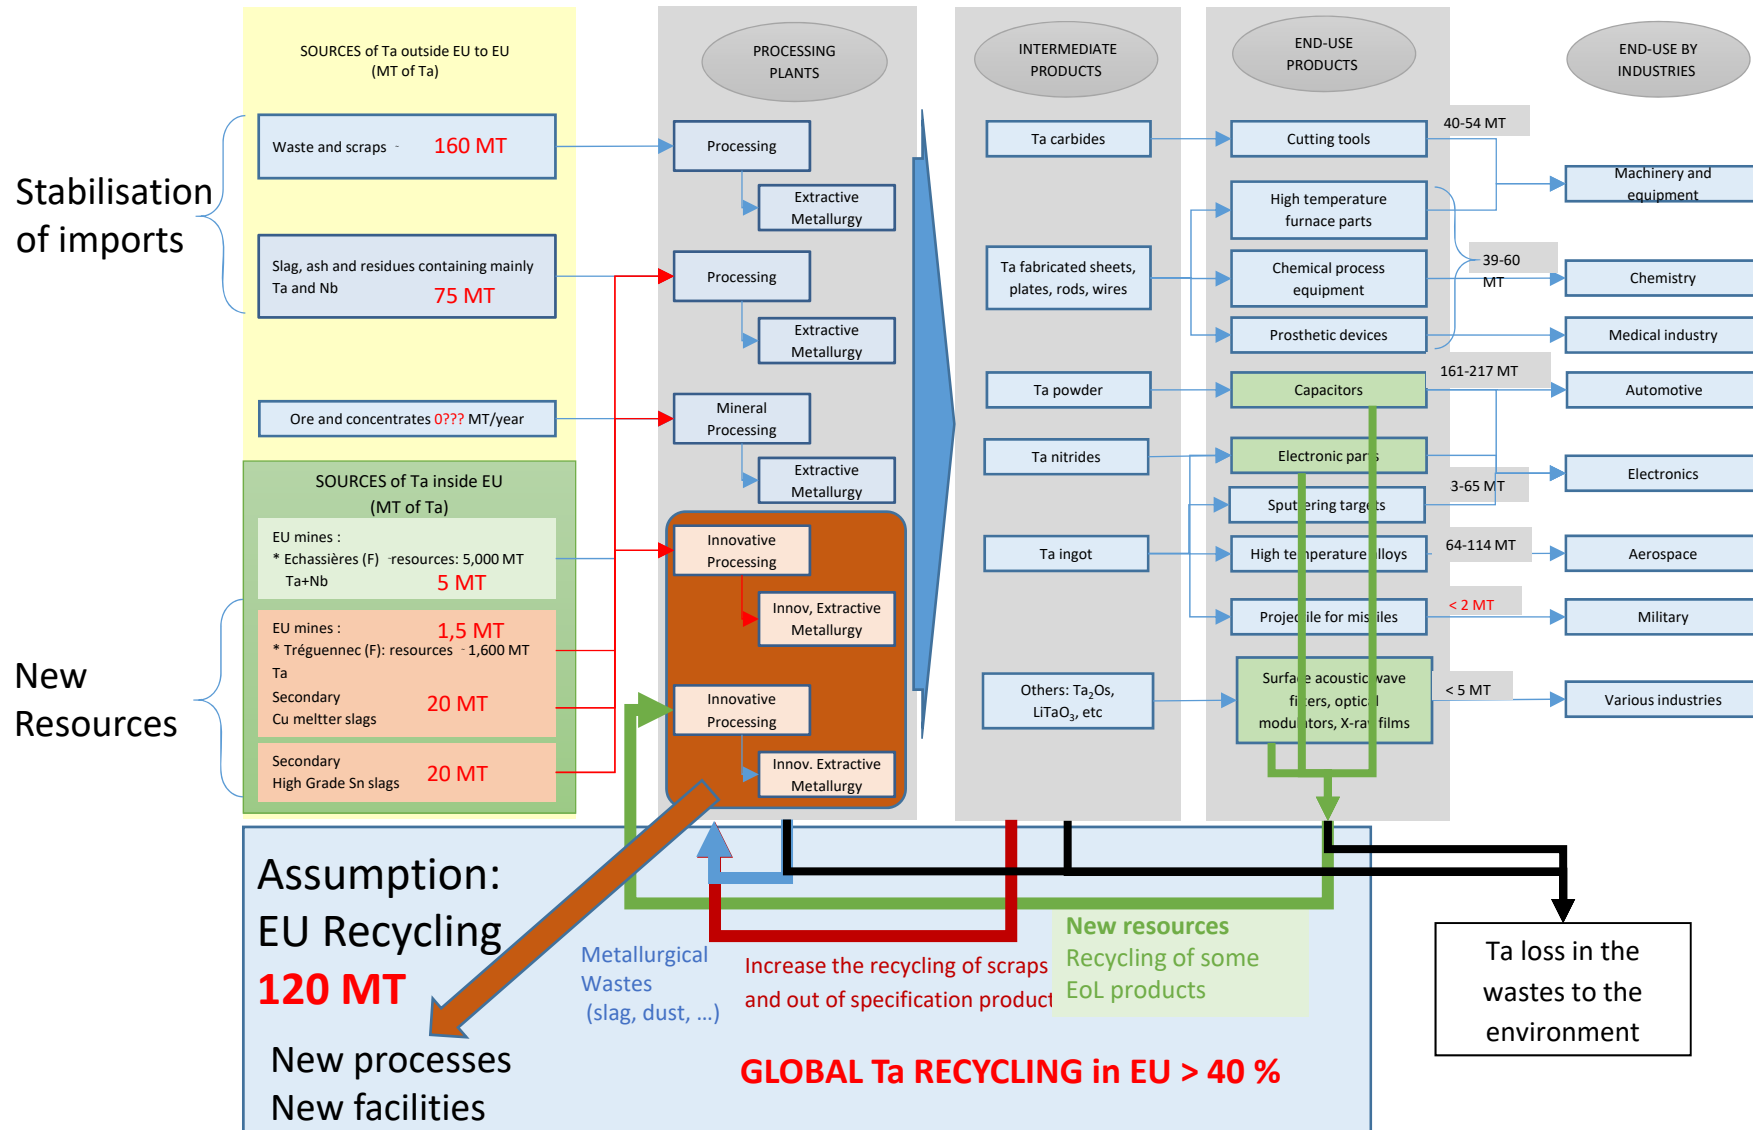 SOURCES of Ta outside EU to EU
(MT of Ta)
PROCESSING
PLANTS
INTERMEDIATE
PRODUCTS
END-USE
PRODUCTS
END-USE BY
INDUSTRIES
Stabilisation
of imports
Waste and scraps - 160 MT
Slag, ash and residues containing mainly
Ta and Nb 75 MT
Ore and concentrates 0??? MT/year
SOURCES of Ta inside EU
(MT of Ta)
EU mines :
* Echassières (F) -resources: 5,000 MT
Ta+Nb 5 MT
New
Resources
EU mines : 1,5 MT
* Tréguennec (F): resources - 1,600 MT
Ta
Secondary
Cu meltter slags 20 MT
Secondary
High Grade Sn slags 20 MT
Processing
Extractive
Metallurgy
Processing
Extractive
Metallurgy
Mineral
Processing
Extractive
Metallurgy
Innovative
Processing
Innov, Extractive
Metallurgy
Innovative
Processing
Innov. Extractive
Metallurgy
Ta carbides
Ta fabricated sheets,
plates, rods, wires
Ta powder
Ta nitrides
Ta ingot
Others: Ta₂Os,
LiTaO₃, etc
Cutting tools
High temperature
furnace parts
Chemical process
equipment
Prosthetic devices
Capacitors
Electronic parts
Sputtering targets
High temperature alloys
Projectile for missiles
Surface acoustic wave
filters, optical
modulators, X-ray films
40-54 MT
39-60
MT
161-217 MT
3-65 MT
64-114 MT
< 2 MT
< 5 MT
Machinery and
equipment
Chemistry
Medical industry
Automotive
Electronics
Aerospace
Military
Various industries
Assumption:
EU Recycling
120 MT
New processes
New facilities
Metallurgical
Wastes
(slag, dust, ...)
Increase the recycling of scraps
and out of specification product
New resources
Recycling of some
EoL products
GLOBAL Ta RECYCLING in EU > 40 %
Ta loss in the
wastes to the
environment